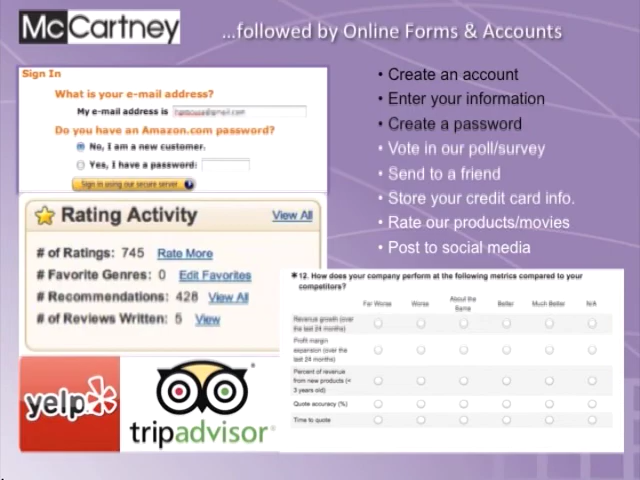 McCartney
…followed by Online Forms & Accounts
Sign In
What is your e-mail address?
My e-mail address is
Do you have an Amazon.com password?
No, I am a new customer.
Yes, I have a password:
Sign in using our secure server
• Create an account
• Enter your information
• Create a password
• Vote in our poll/survey
• Send to a friend
• Store your credit card info.
• Rate our products/movies
• Post to social media
Rating Activity View All
# of Ratings: 745 Rate More
# Favorite Genres: 0 Edit Favorites
# Recommendations: 428 View All
# of Reviews Written: 5 View
* 12. How does your company perform at the following metrics compared to your
competitors?
Far Worse Worse About the Same Better Much Better N/A
Revenue growth (over
the last 24 months)
Profit margin
expansion (over the
last 24 months)
Percent of revenue
from new products (<
3 years old)
Quote accuracy (%)
Time to quote
yelp
tripadvisor